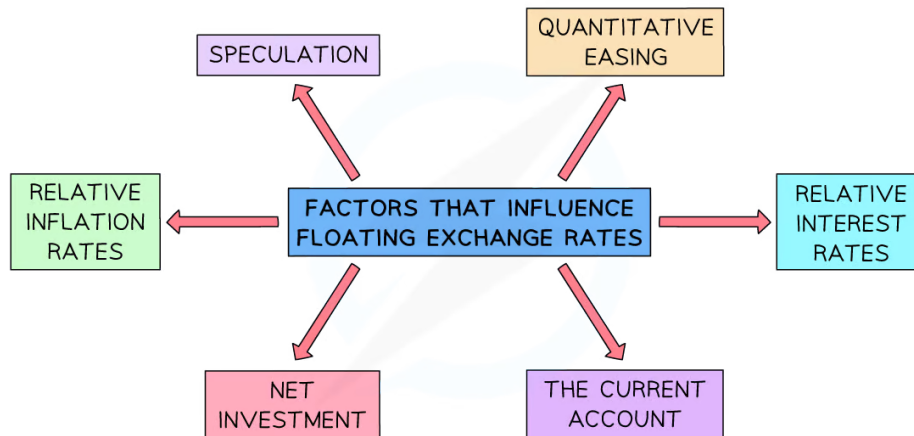 SPECULATION
QUANTITATIVE
EASING
RELATIVE
INFLATION
RATES
FACTORS THAT INFLUENCE
FLOATING EXCHANGE RATES
RELATIVE
INTEREST
RATES
NET
INVESTMENT
THE CURRENT
ACCOUNT